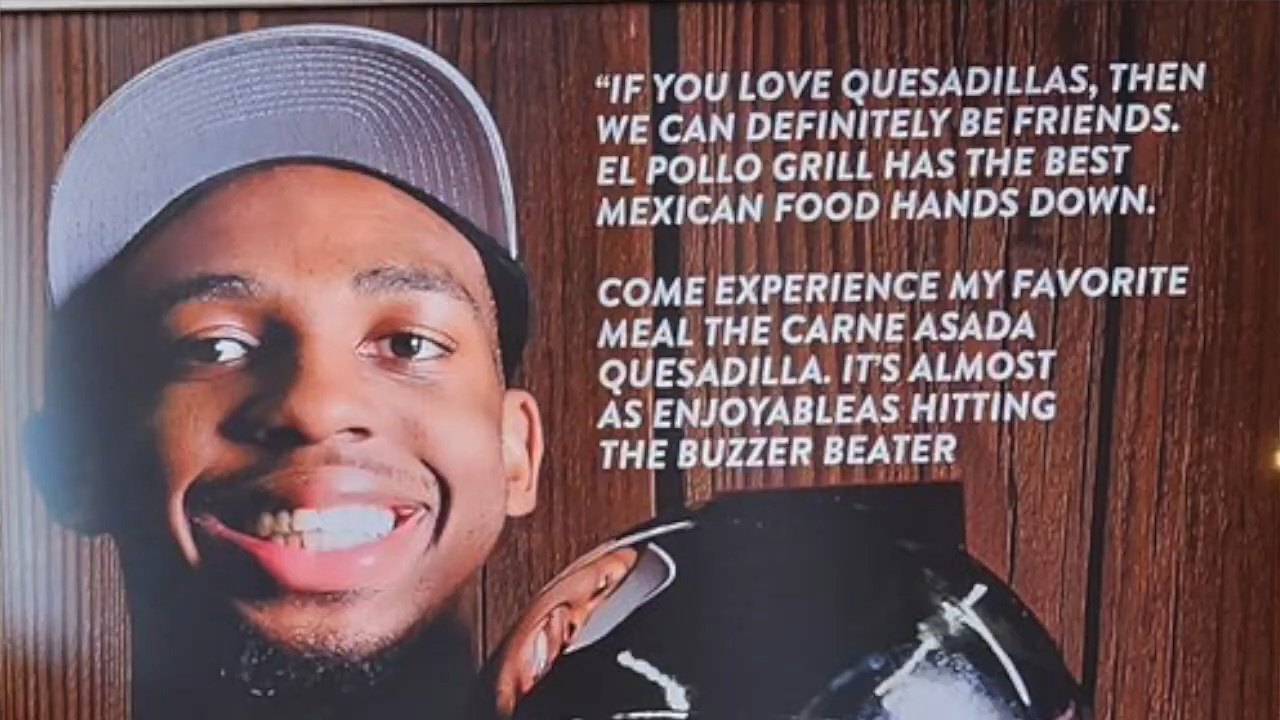 “IF YOU LOVE QUESADILLAS, THEN
WE CAN DEFINITELY BE FRIENDS.
EL POLLO GRILL HAS THE BEST
MEXICAN FOOD HANDS DOWN.
COME EXPERIENCE MY FAVORITE
MEAL THE CARNE ASADA
QUESADILLA. IT'S ALMOST
AS ENJOYABLEAS HITTING
THE BUZZER BEATER